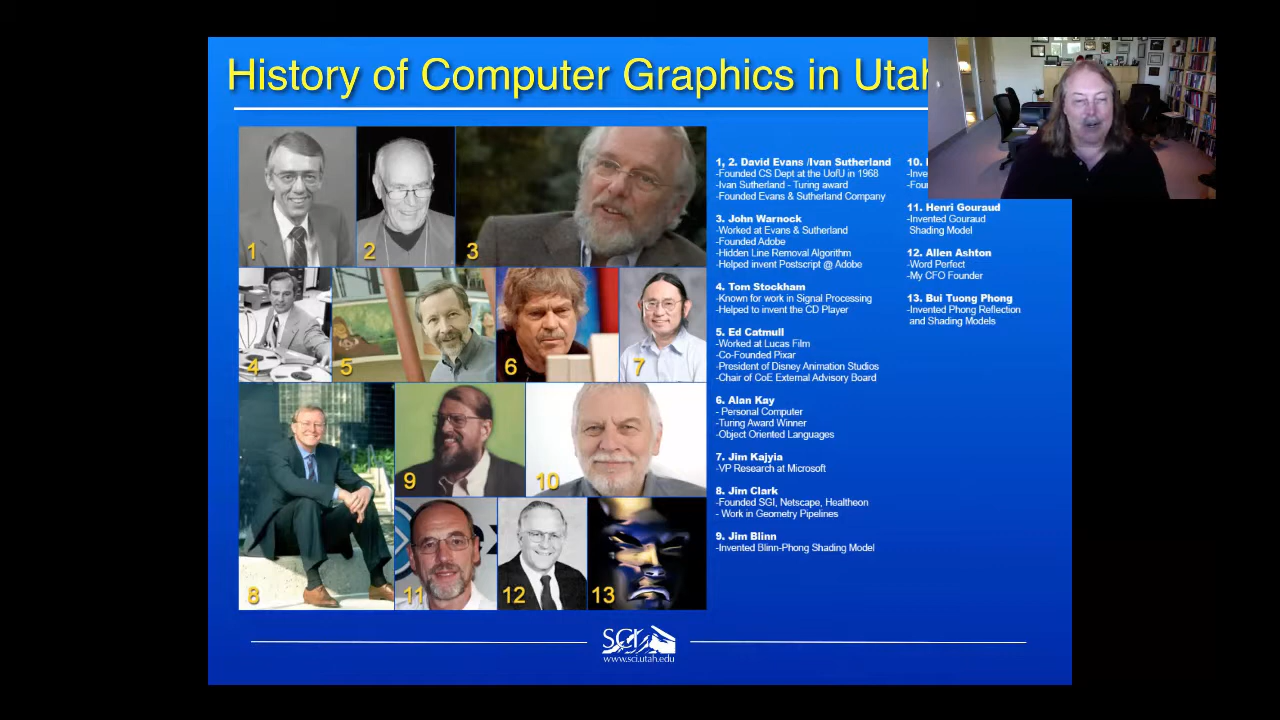 History of Computer Graphics in Utah
1
2
3
4
5
6
7
8
9
10
11
12
13
1, 2. David Evans /Ivan Sutherland
-Founded CS Dept at the UofU in 1968
-Ivan Sutherland - Turing award
-Founded Evans & Sutherland Company
3. John Warnock
-Worked at Evans & Sutherland
-Founded Adobe
-Hidden Line Removal Algorithm
-Helped invent Postscript @ Adobe
4. Tom Stockham
-Known for work in Signal Processing
-Helped to invent the CD Player
5. Ed Catmull
-Worked at Lucas Film
-Co-Founded Pixar
-President of Disney Animation Studios
-Chair of CoE External Advisory Board
6. Alan Kay
- Personal Computer
-Turing Award Winner
-Object Oriented Languages
7. Jim Kajyia
-VP Research at Microsoft
8. Jim Clark
-Founded SGI, Netscape, Healtheon
- Work in Geometry Pipelines
9. Jim Blinn
-Invented Blinn-Phong Shading Model
10.
11. Henri Gouraud
-Invented Gouraud
Shading Model
12. Allen Ashton
-Word Perfect
-My CFO Founder
13. Bui Tuong Phong
-Invented Phong Reflection
and Shading Models
SCI
www.sci.utah.edu